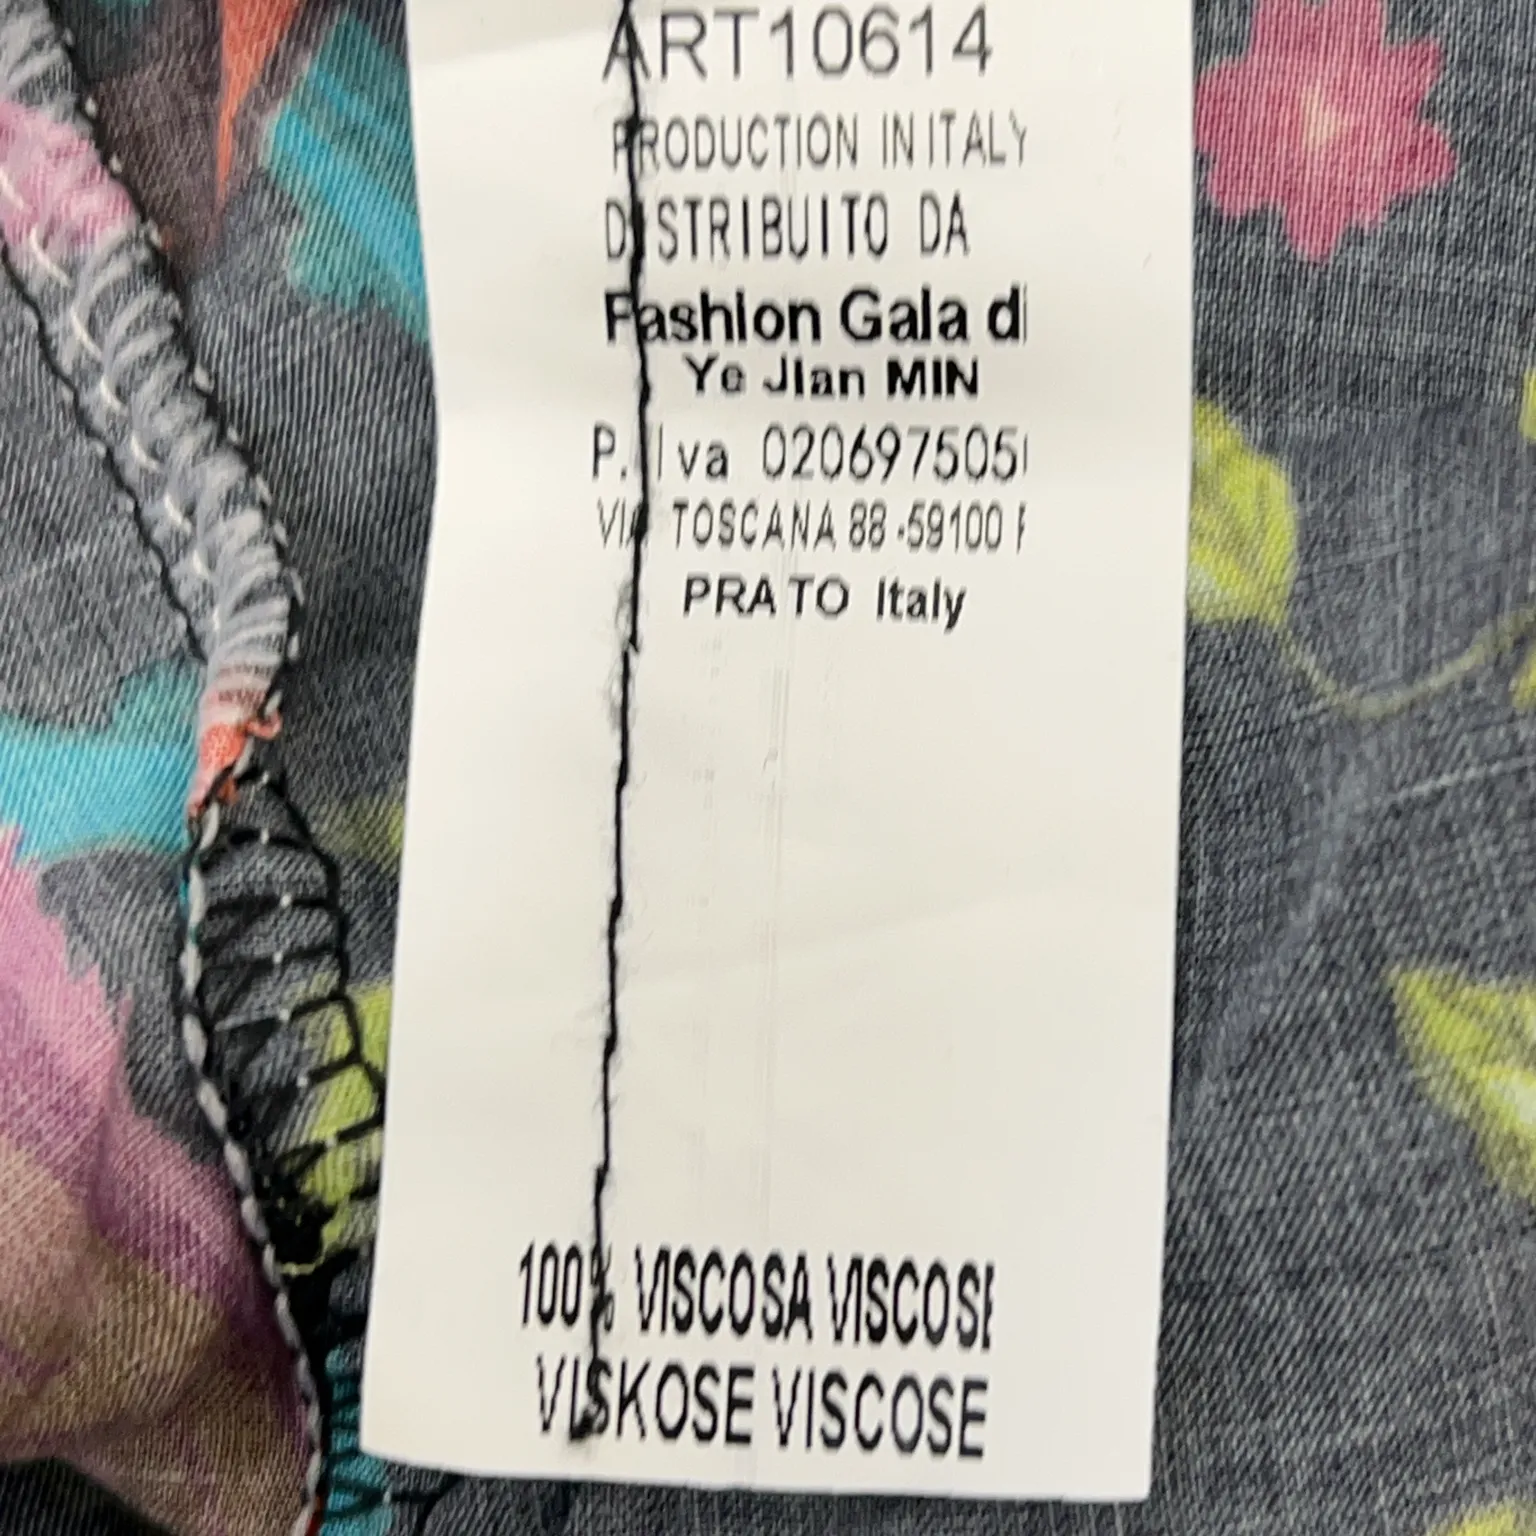 ART10614
PRODUCTION IN ITALY
DISTRIBUITO DA
Fashion Gala di
Ye Jian MIN
P. Iva 020697505
VIA TOSCANA 88 -59100
PRATO Italy
100% VISCOSA VISCOSE
VISKOSE VISCOSE